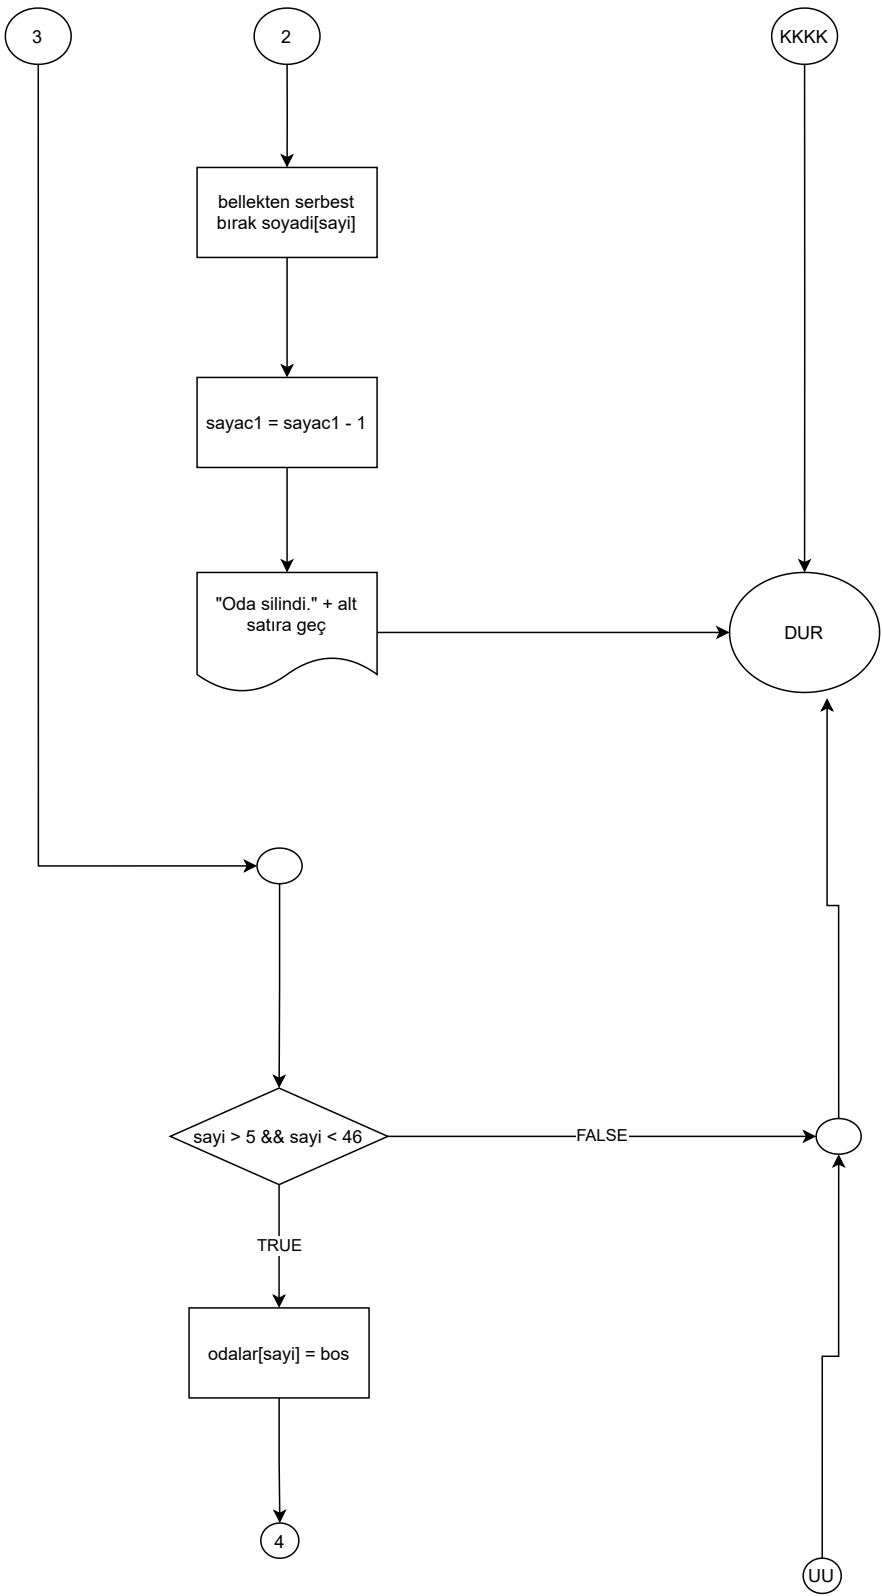 3
2
KKKK
bellekten serbest
bırak soyadi[sayi]
sayac1 = sayac1 - 1
"Oda silindi." + alt
satıra geç
DUR
sayi > 5 && sayi < 46
FALSE
TRUE
odalar[sayi] = bos
4
UU